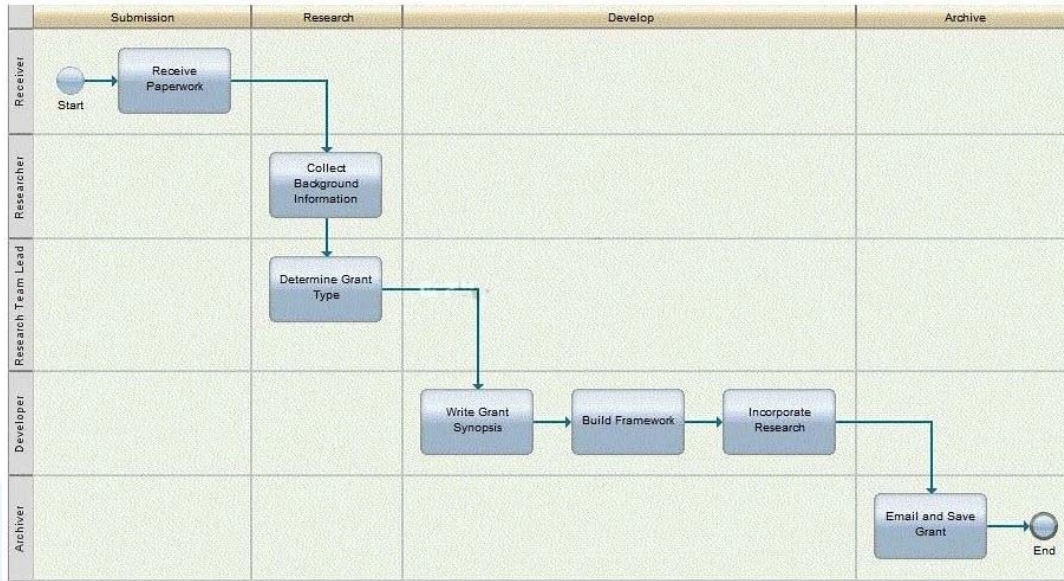 Submission
Research
Develop
Archive
Receiver
Start
Receive
Paperwork
Researcher
Collect
Background
Information
Research Team Lead
Determine Grant
Type
Developer
Write Grant
Synopsis
Build Framework
Incorporate
Research
Archiver
Email and Save
Grant
End